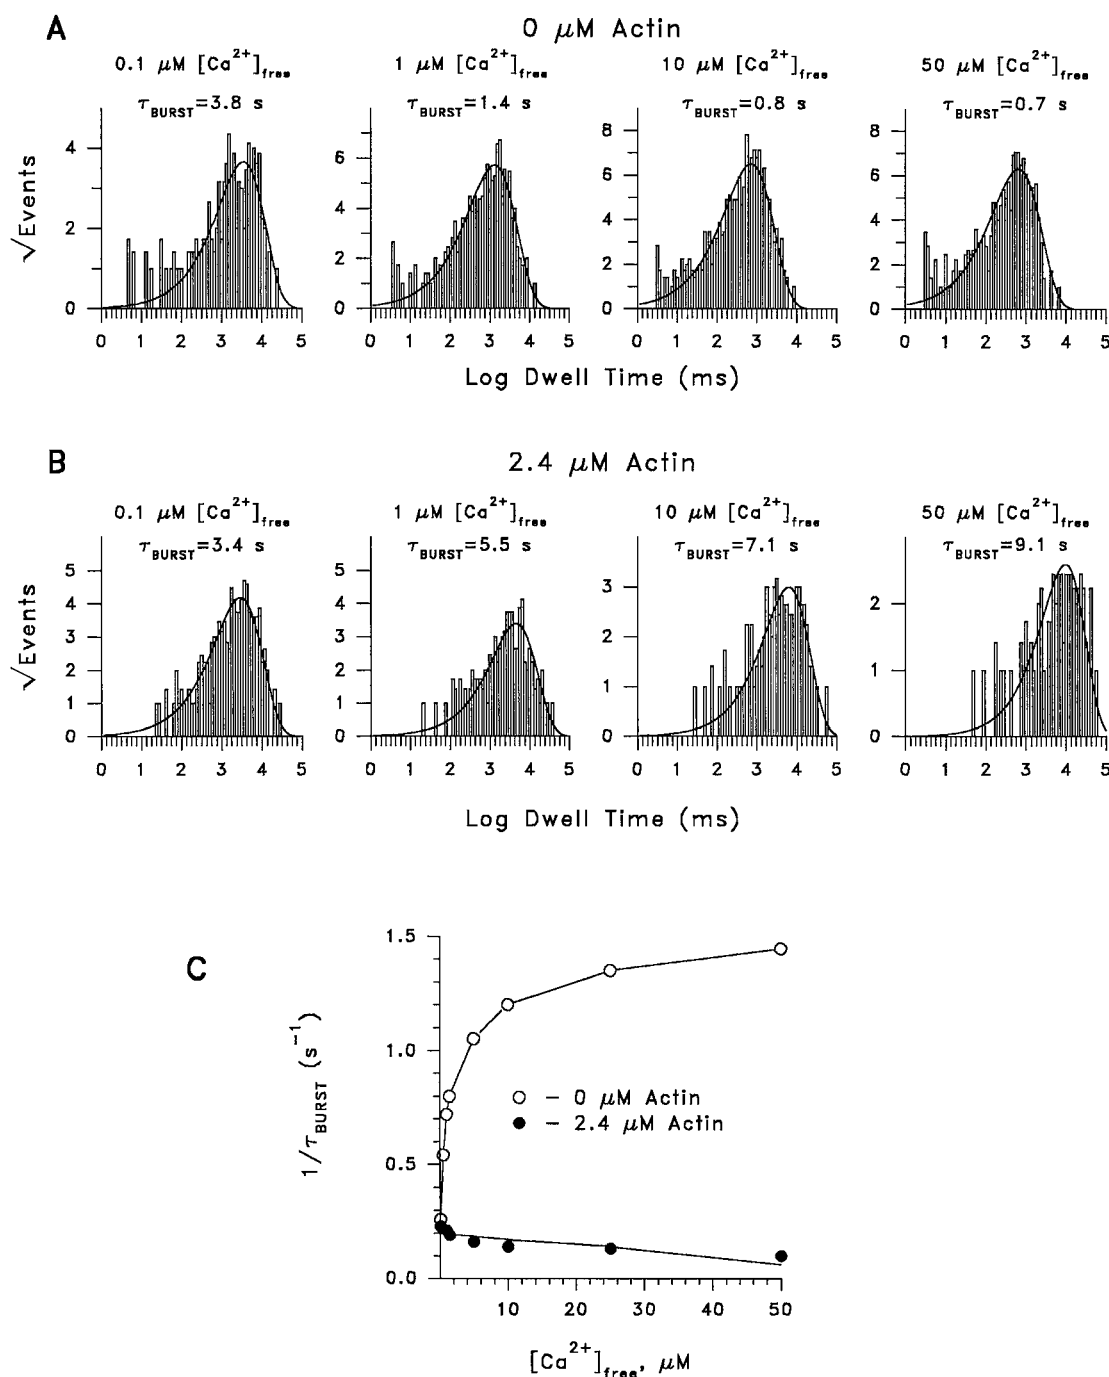 A
0 μM Actin
0.1 μM [Ca²⁺]free
1 μM [Ca²⁺]free
10 μM [Ca²⁺]free
50 μM [Ca²⁺]free
τBURST=3.8 s
τBURST=1.4 s
τBURST=0.8 s
τBURST=0.7 s
√Events
4
2
0
6
4
2
0
8
6
4
2
0
8
6
4
2
0
0 1 2 3 4 5
0 1 2 3 4 5
0 1 2 3 4 5
0 1 2 3 4 5
Log Dwell Time (ms)
B
2.4 μM Actin
0.1 μM [Ca²⁺]free
1 μM [Ca²⁺]free
10 μM [Ca²⁺]free
50 μM [Ca²⁺]free
τBURST=3.4 s
τBURST=5.5 s
τBURST=7.1 s
τBURST=9.1 s
√Events
5
4
3
2
1
0
5
4
3
2
1
0
3
2
1
0
2
1
0
0 1 2 3 4 5
0 1 2 3 4 5
0 1 2 3 4 5
0 1 2 3 4 5
Log Dwell Time (ms)
C
1/τBURST (s⁻¹)
1.5
1.0
0.5
0.0
○ – 0 μM Actin
● – 2.4 μM Actin
10 20 30 40 50
[Ca²⁺]free, μM